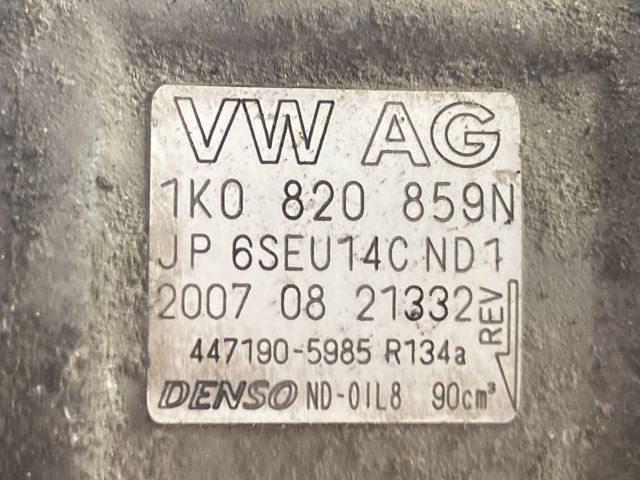 VW AG
1K0 820 859N
JP 6SEU14C ND1
2007 08 21332
REV
447190-5985 R134a
DENSO ND-OIL8 90cm³